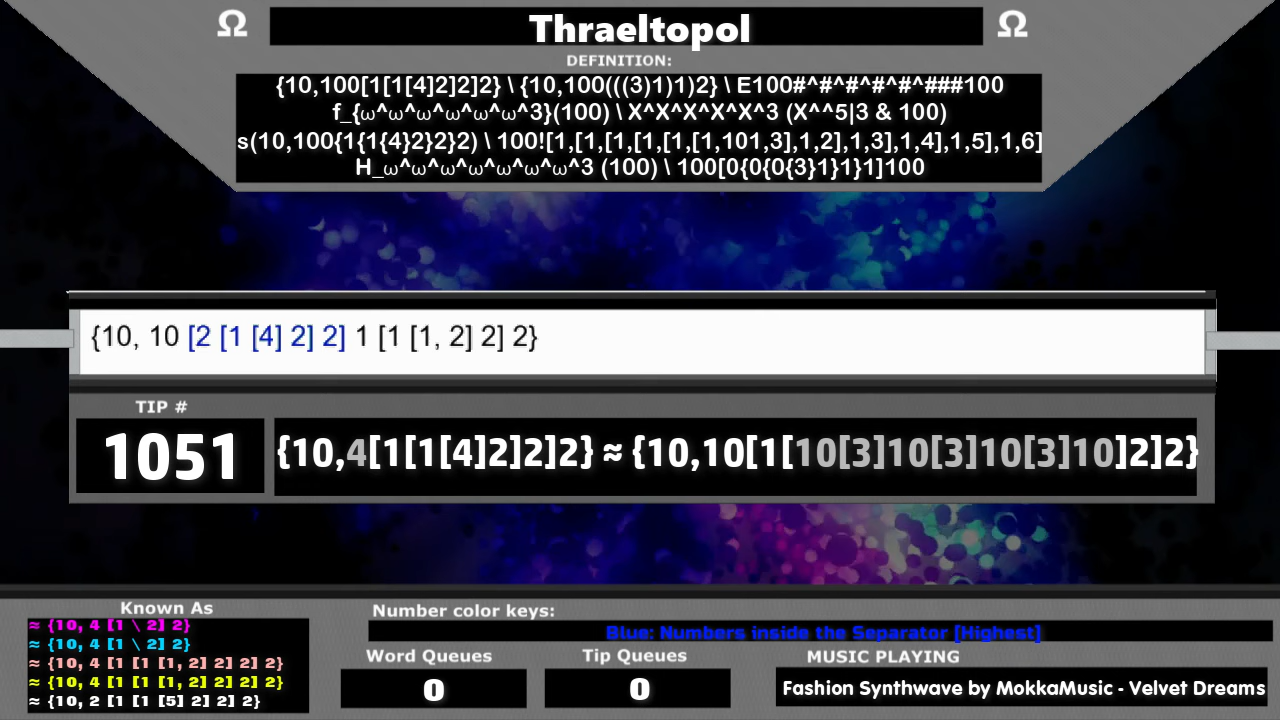 Ω Thraeltopol Ω
DEFINITION:
{10,100[1[1[4]2]2]2} \ {10,100(((3)1)1)2} \ E100#^#^#^#^#^###100
f_{ω^ω^ω^ω^ω^ω^3}(100) \ X^X^X^X^X^3 (X^^5|3 & 100)
s(10,100{1{1{4}2}2}2) \ 100![1,[1,[1,[1,[1,[1,101,3],1,2],1,3],1,4],1,5],1,6]
H_ω^ω^ω^ω^ω^ω^ω^3 (100) \ 100[0{0{0{3}1}1}1]100
{10, 10 [2 [1 [4] 2] 2] 1 [1 [1, 2] 2] 2}
TIP #
1051
{10,4[1[1[4]2]2]2} ≈ {10,10[1[10[3]10[3]10[3]10]2]2}
Known As
≈ {10, 4 [1 \ 2] 2}
≈ {10, 4 [1 \ 2] 2}
≈ {10, 4 [1 [1 [1, 2] 2] 2] 2}
≈ {10, 4 [1 [1 [1, 2] 2] 2] 2}
≈ {10, 2 [1 [1 [5] 2] 2] 2}
Number color keys:
Blue: Numbers inside the Separator [Highest]
Word Queues
0
Tip Queues
0
MUSIC PLAYING
Fashion Synthwave by MokkaMusic - Velvet Dreams